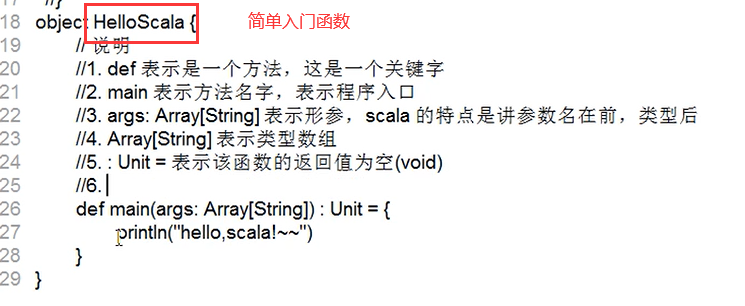 17
//}
18 object HelloScala { 简单入门函数
19 // 说明
20 //1. def 表示是一个方法，这是一个关键字
21 //2. main 表示方法名字，表示程序入口
22 //3. args: Array[String] 表示形参，scala 的特点是讲参数名在前，类型后
23 //4. Array[String] 表示类型数组
24 //5. : Unit = 表示该函数的返回值为空(void)
25 //6.
26 def main(args: Array[String]) : Unit = {
27 println("hello,scala!~~")
28 }
29 }